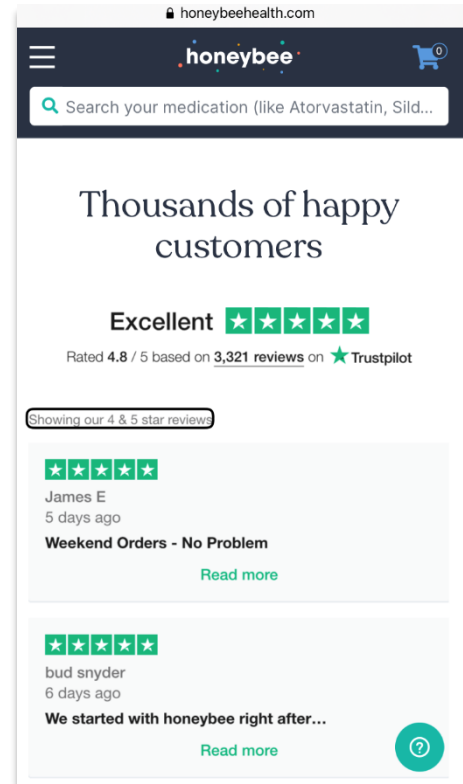 honeybeehealth.com
honeybee
0
Search your medication (like Atorvastatin, Sild...
Thousands of happy
customers
Excellent
Rated 4.8 / 5 based on 3,321 reviews on Trustpilot
Showing our 4 & 5 star reviews
James E
5 days ago
Weekend Orders - No Problem
Read more
bud snyder
6 days ago
We started with honeybee right after...
Read more
?